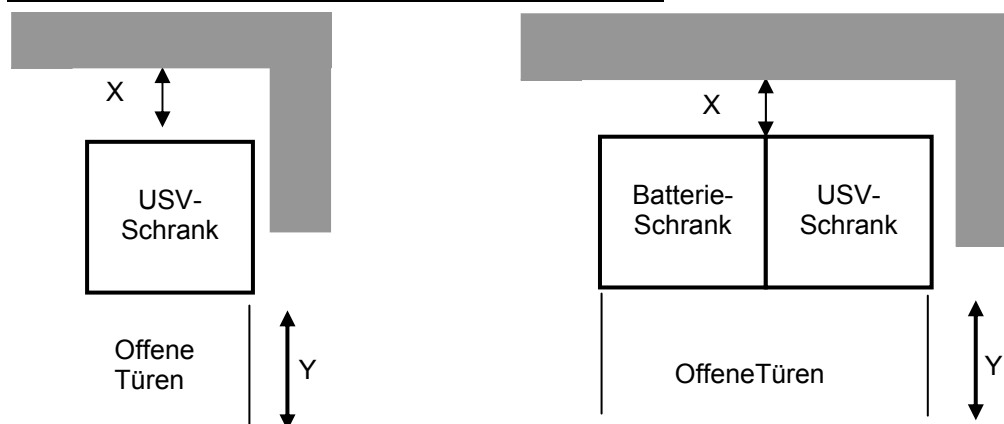 X
USV-
Schrank
Offene
Türen
Y
X
Batterie-
Schrank
USV-
Schrank
OffeneTüren
Y